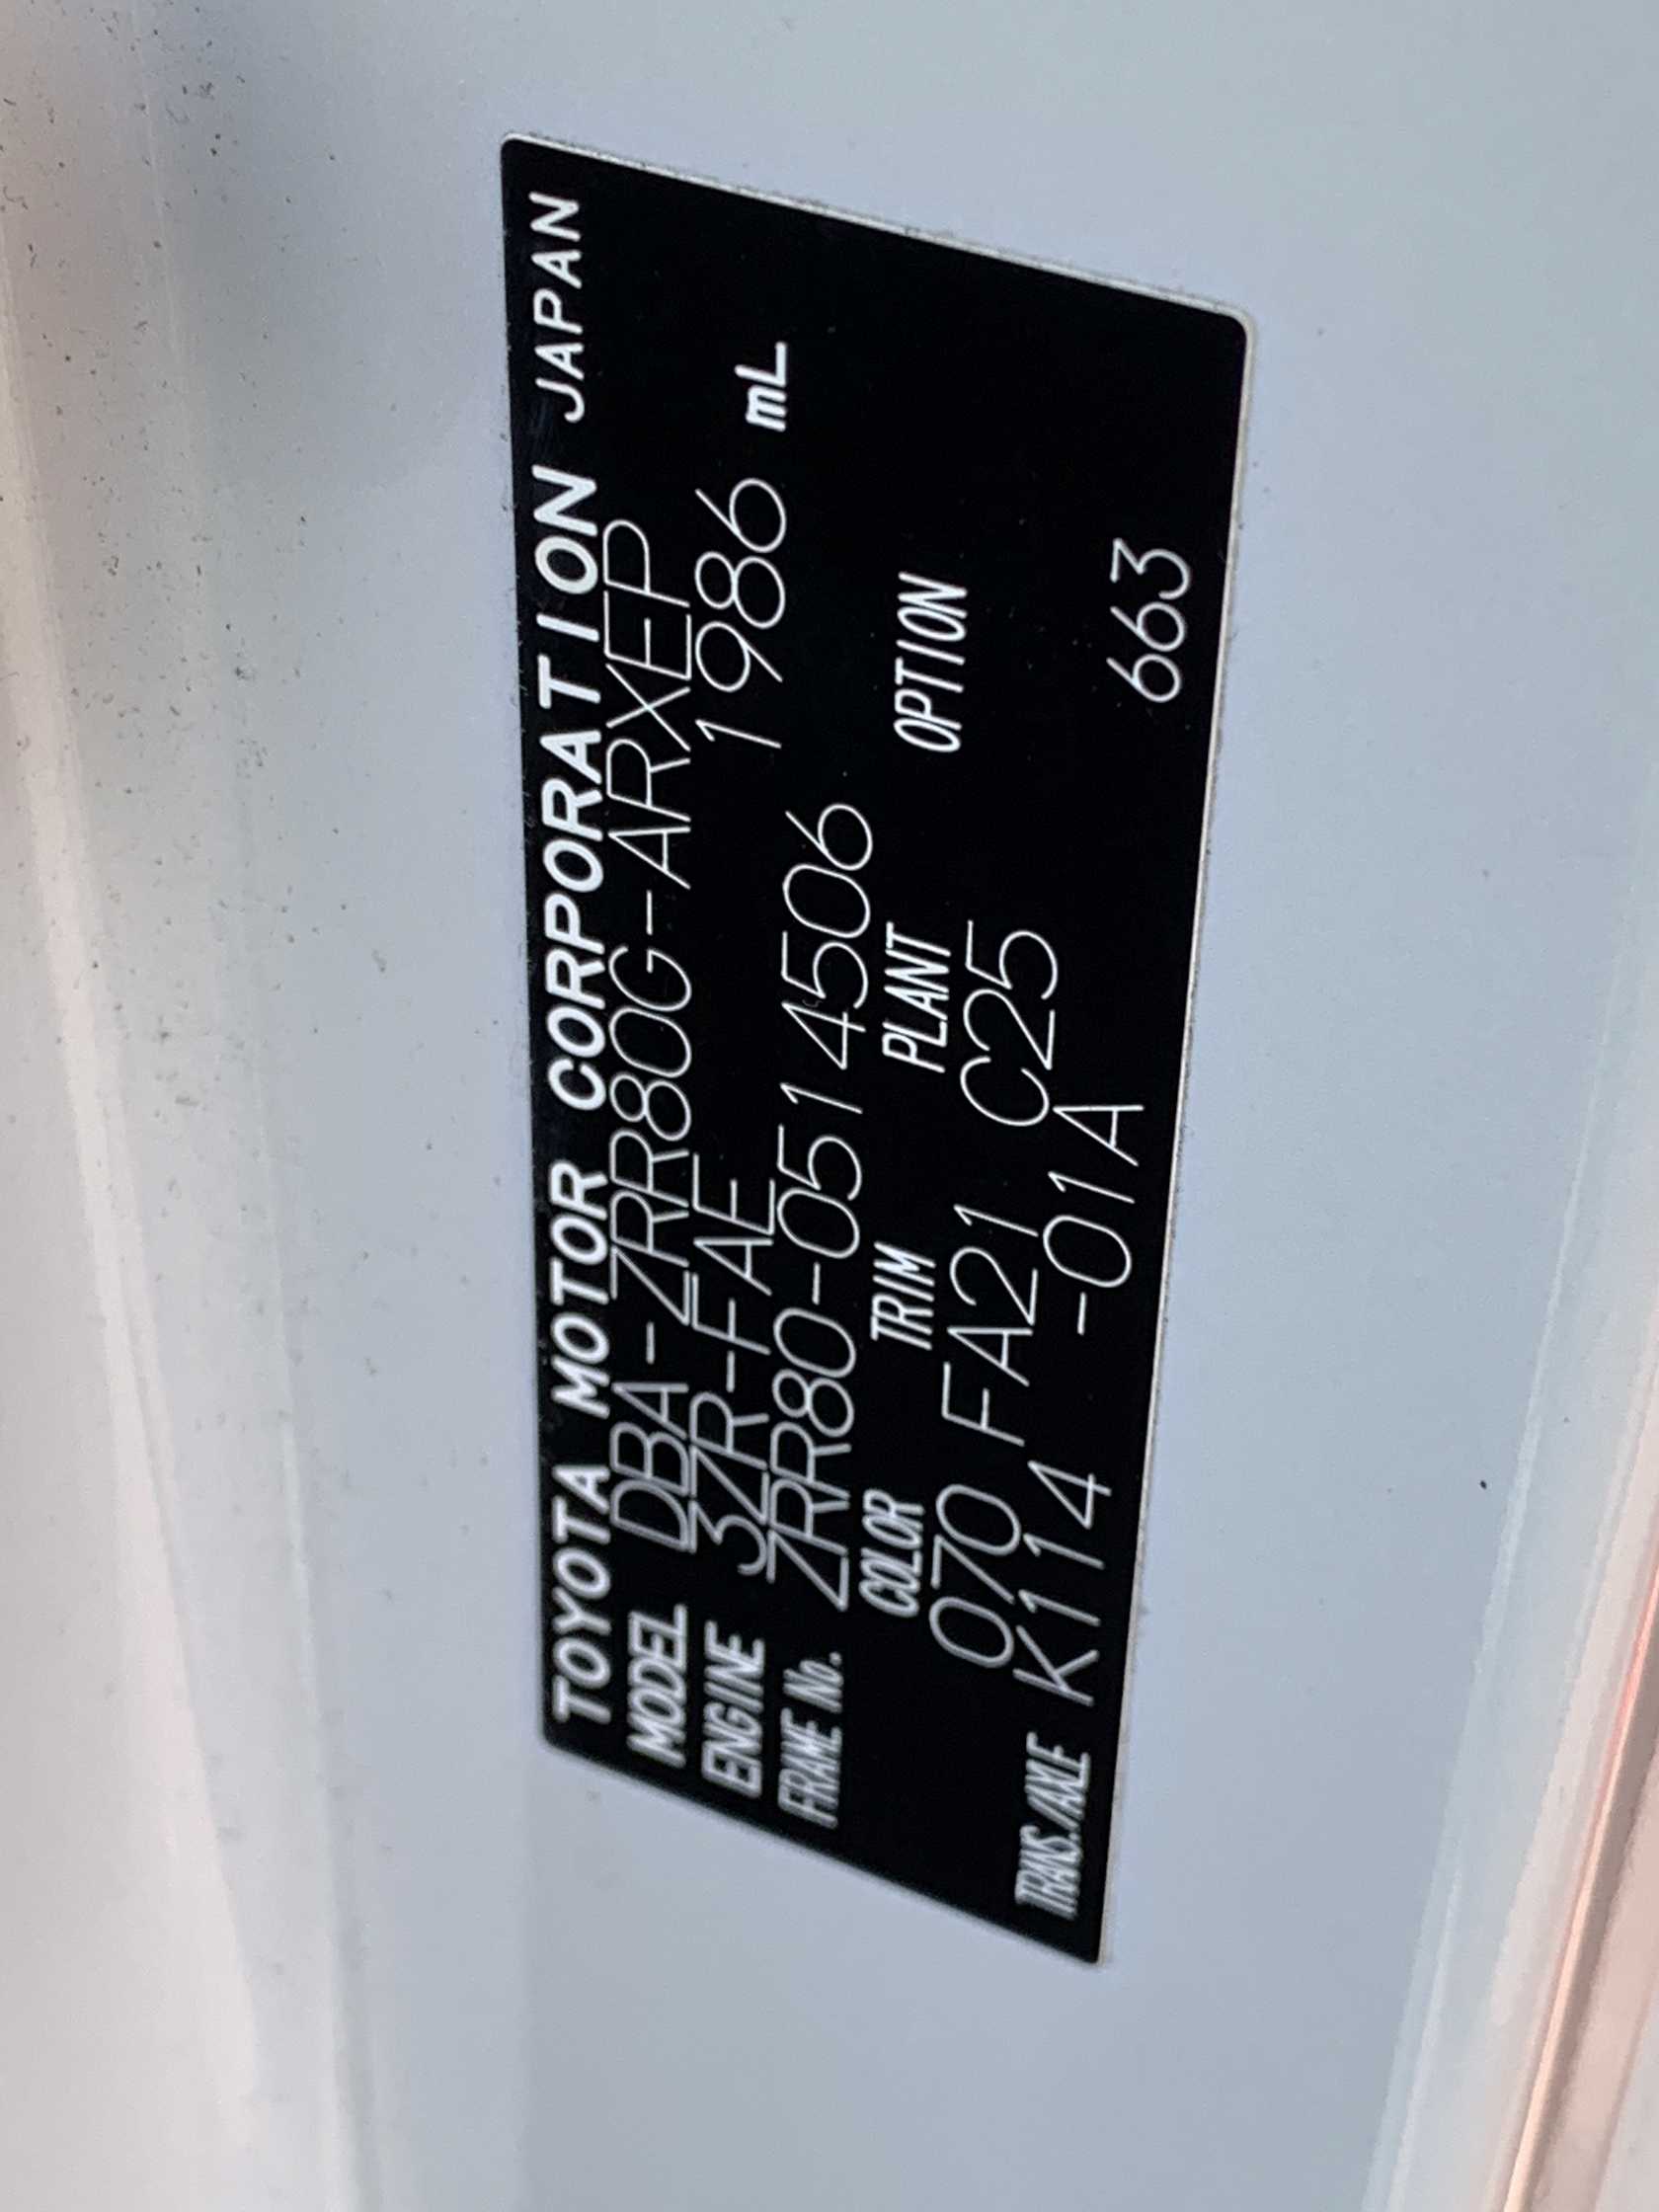 TOYOTA MOTOR CORPORATION JAPAN
MODEL DBA-ZRR80G-ARXEP
ENGINE 3ZR-FAE 1986 mL
FRAME No. ZRR80-0514506
COLOR TRIM PLANT OPTION
070 FA21 C25
TRANS./AXLE K114 -01A 663